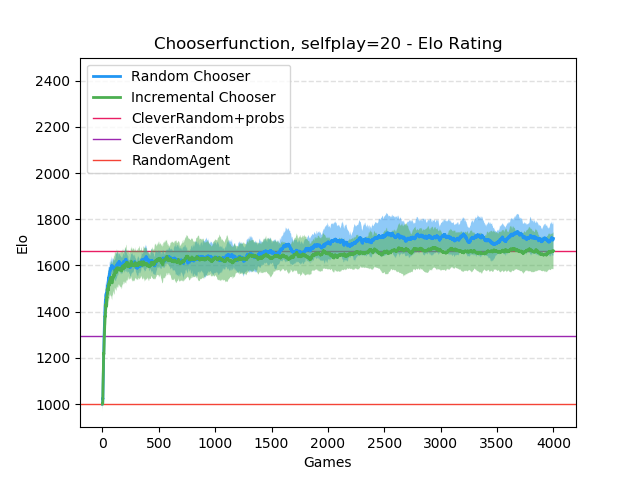 Chooserfunction, selfplay=20 - Elo Rating
Random Chooser
Incremental Chooser
CleverRandom+probs
CleverRandom
RandomAgent
Elo
2400
2200
2000
1800
1600
1400
1200
1000
0 500 1000 1500 2000 2500 3000 3500 4000
Games